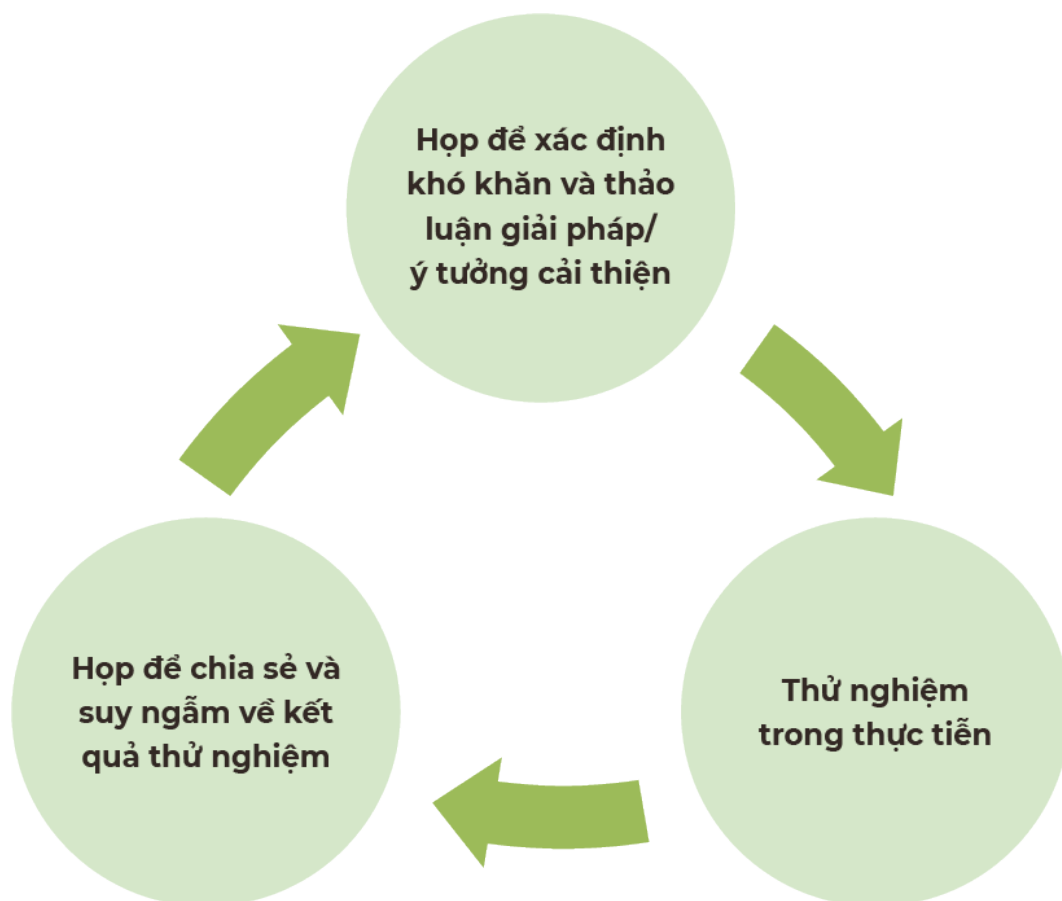 Họp để xác định
khó khăn và thảo
luận giải pháp/
ý tưởng cải thiện
Thử nghiệm
trong thực tiễn
Họp để chia sẻ và
suy ngẫm về kết
quả thử nghiệm